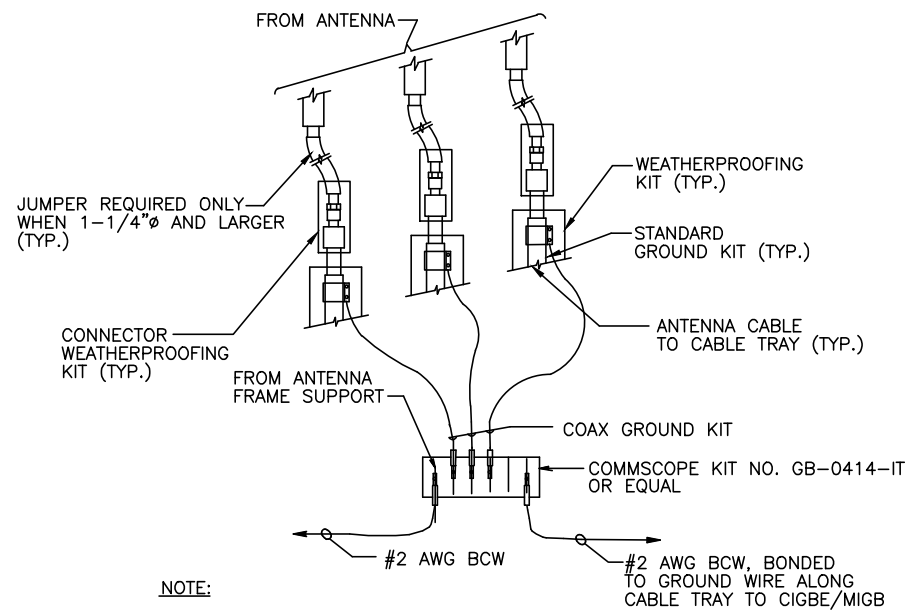 FROM ANTENNA
JUMPER REQUIRED ONLY
WHEN 1-1/4"ø AND LARGER
(TYP.)
WEATHERPROOFING
KIT (TYP.)
STANDARD
GROUND KIT (TYP.)
CONNECTOR
WEATHERPROOFING
KIT (TYP.)
ANTENNA CABLE
TO CABLE TRAY (TYP.)
FROM ANTENNA
FRAME SUPPORT
COAX GROUND KIT
COMMSCOPE KIT NO. GB-0414-IT
OR EQUAL
#2 AWG BCW
#2 AWG BCW, BONDED
TO GROUND WIRE ALONG
CABLE TRAY TO CIGBE/MIGB
NOTE: